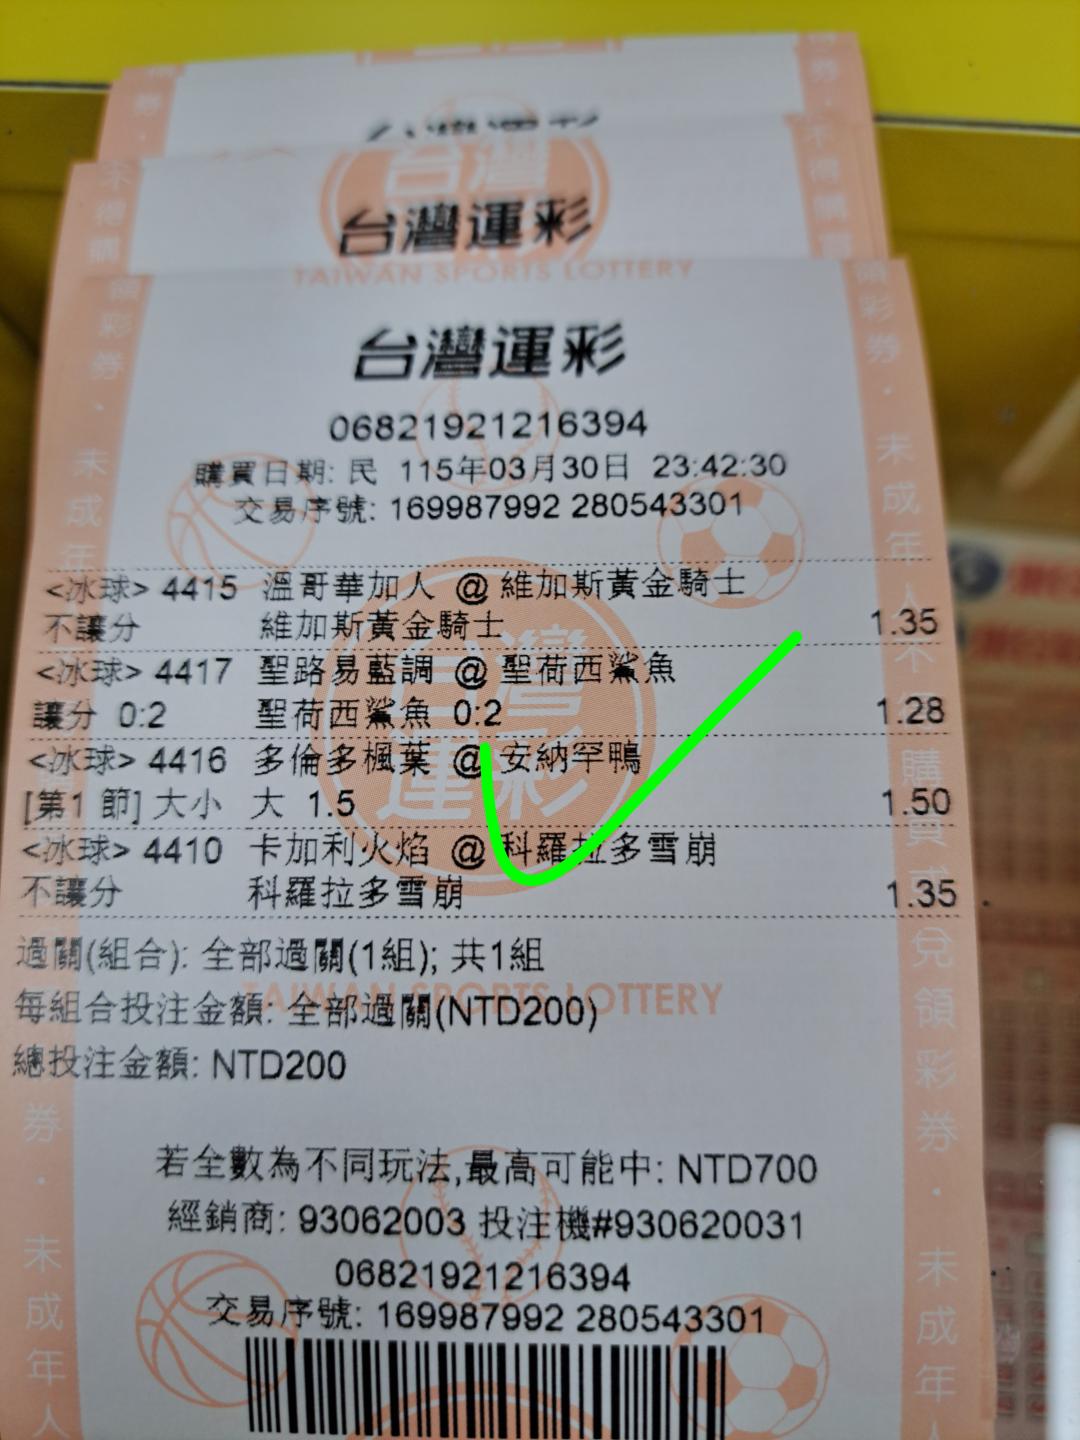 台灣運彩
台灣運彩
TAIWAN SPORTS LOTTERY
台灣運彩
06821921216394
購買日期: 民 115年03月30日 23:42:30
交易序號: 169987992 280543301
<冰球> 4415 溫哥華加人 @ 維加斯黃金騎士
不讓分 維加斯黃金騎士 1.35
<冰球> 4417 聖路易藍調 @ 聖荷西鯊魚
讓分 0:2 聖荷西鯊魚 0:2 1.28
<冰球> 4416 多倫多楓葉 @ 安納罕鴨
[第1 節] 大小 大 1.5 1.50
<冰球> 4410 卡加利火焰 @ 科羅拉多雪崩
不讓分 科羅拉多雪崩 1.35
過關(組合): 全部過關(1組); 共1組
TAIWAN SPORTS LOTTERY
每組合投注金額: 全部過關(NTD200)
總投注金額: NTD200
若全數為不同玩法,最高可能中: NTD700
經銷商: 93062003 投注機#930620031
06821921216394
交易序號: 169987992 280543301